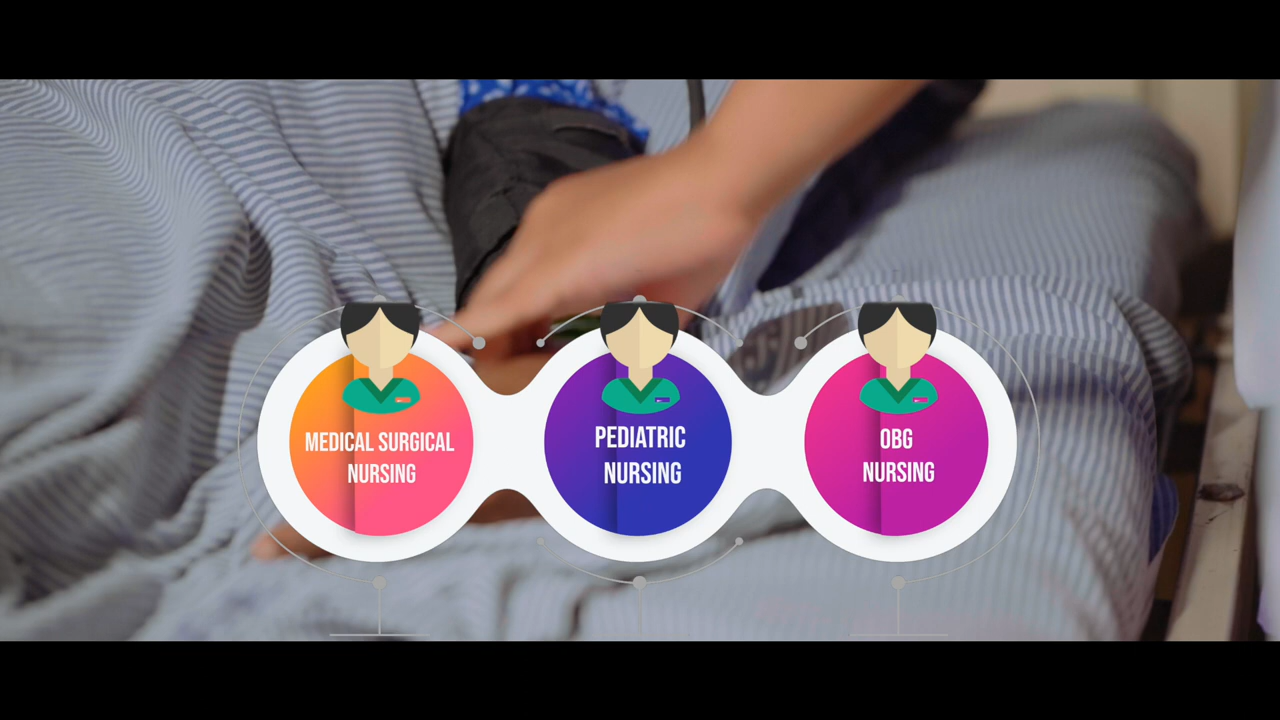 MEDICAL SURGICAL
NURSING
PEDIATRIC
NURSING
OBG
NURSING